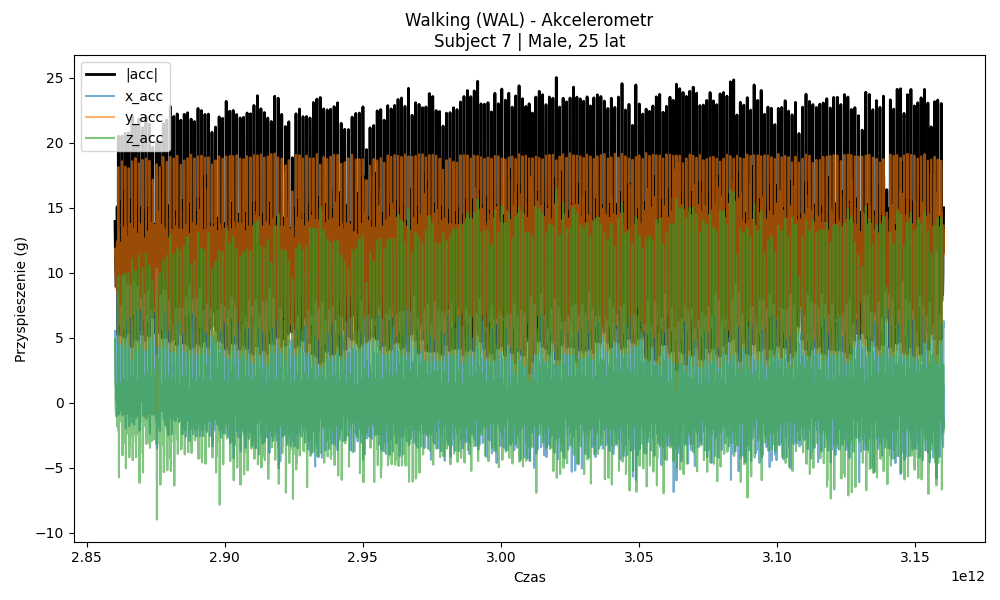 Walking (WAL) - Akcelerometr
Subject 7 | Male, 25 lat
|acc|
x_acc
y_acc
z_acc
Przyspieszenie (g)
25
20
15
10
5
0
−5
−10
2.85
2.90
2.95
3.00
3.05
3.10
3.15
1e12
Czas